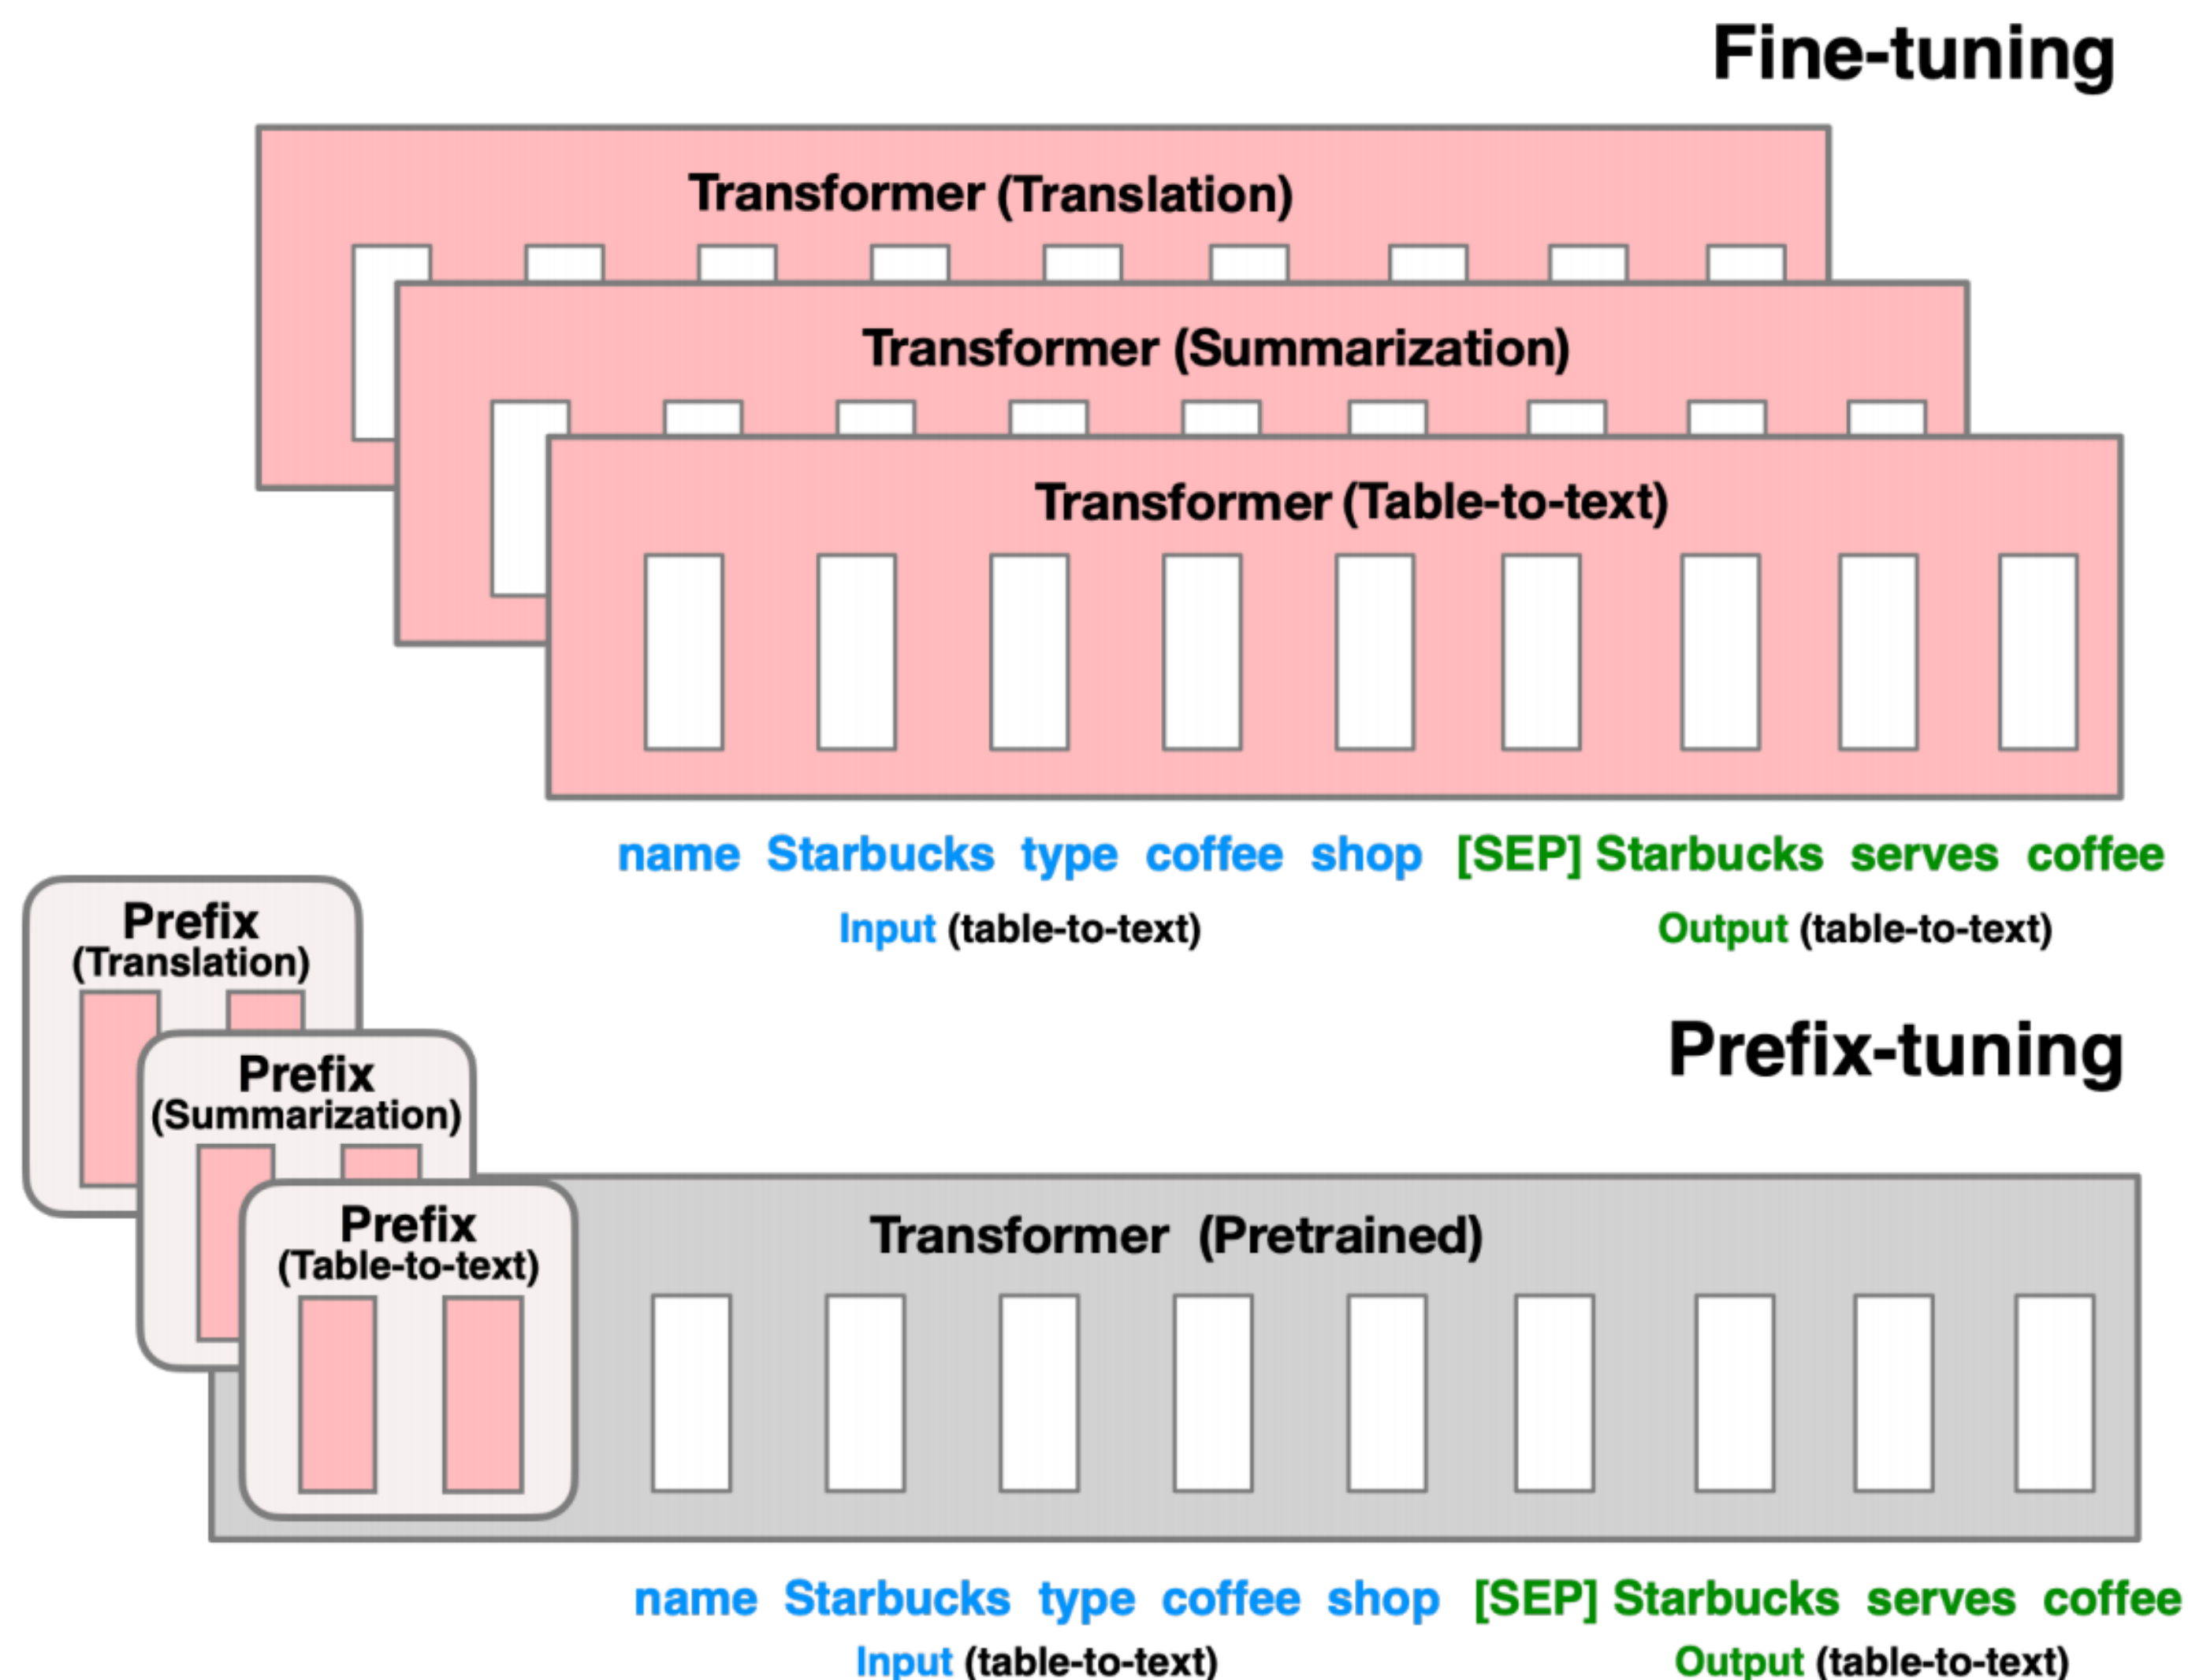 Fine-tuning
Transformer (Translation)
Transformer (Summarization)
Transformer (Table-to-text)
name Starbucks type coffee shop [SEP] Starbucks serves coffee
Input (table-to-text) Output (table-to-text)
Prefix
(Translation)
Prefix-tuning
Prefix
(Summarization)
Prefix
(Table-to-text)
Transformer (Pretrained)
name Starbucks type coffee shop [SEP] Starbucks serves coffee
Input (table-to-text) Output (table-to-text)